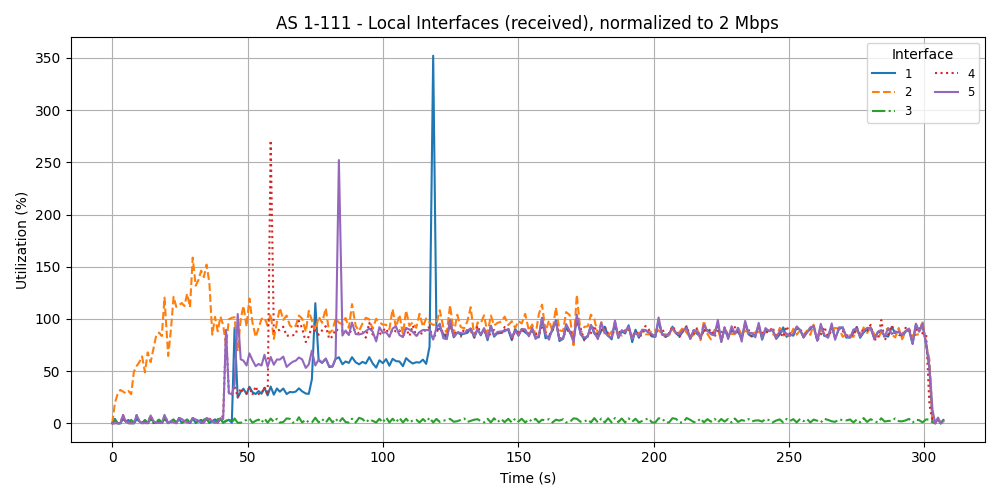 AS 1-111 - Local Interfaces (received), normalized to 2 Mbps
Interface
1
2
3
4
5
Utilization (%)
350
300
250
200
150
100
50
0
0 50 100 150 200 250 300
Time (s)